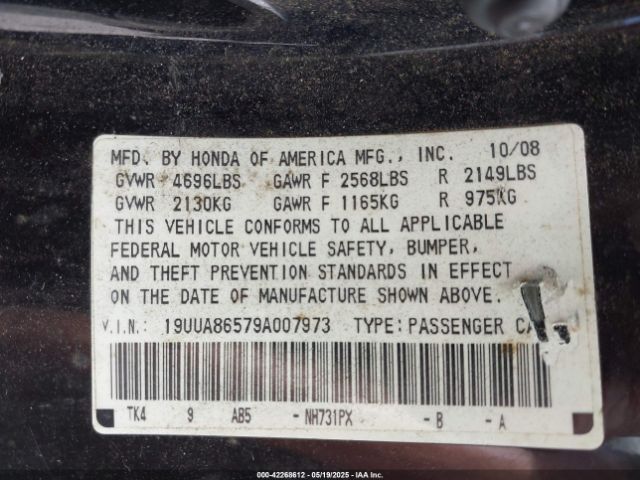 MFD. BY HONDA OF AMERICA MFG., INC. 10/08
GVWR 4696LBS GAWR F 2568LBS R 2149LBS
GVWR 2130KG GAWR F 1165KG R 975KG
THIS VEHICLE CONFORMS TO ALL APPLICABLE
FEDERAL MOTOR VEHICLE SAFETY, BUMPER,
AND THEFT PREVENTION STANDARDS IN EFFECT
ON THE DATE OF MANUFACTURE SHOWN ABOVE.
V.I.N.: 19UUA86579A007973 TYPE: PASSENGER
TK4 9 AB5 - NH731PX - B - A
000-42268612 - 05/19/2025 - IAA Inc.